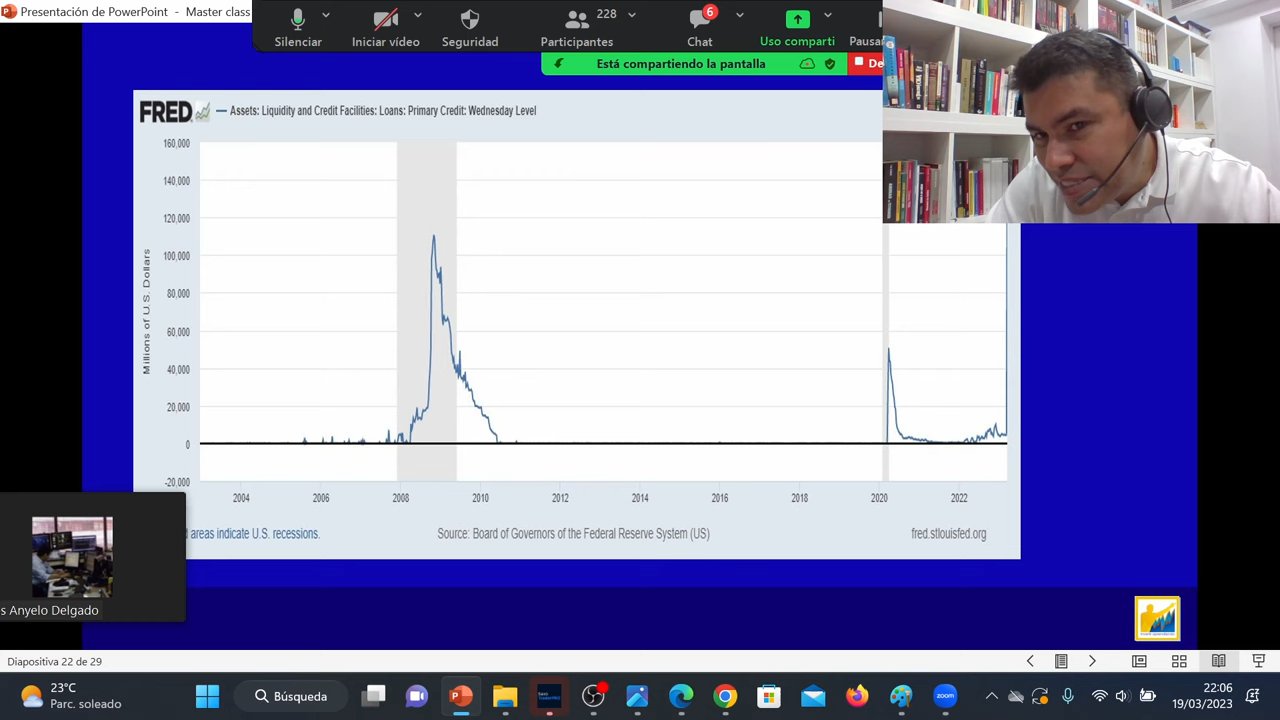 Presentación de PowerPoint - Master class
228
6
Silenciar
Iniciar vídeo
Seguridad
Participantes
Chat
Uso comparti
Pausar
Está compartiendo la pantalla
De
FRED
Assets: Liquidity and Credit Facilities: Loans: Primary Credit: Wednesday Level
160,000
140,000
120,000
100,000
80,000
60,000
40,000
20,000
0
-20,000
Millions of U.S. Dollars
2004
2006
2008
2010
2012
2014
2016
2018
2020
2022
areas indicate U.S. recessions.
Source: Board of Governors of the Federal Reserve System (US)
fred.stlouisfed.org
s Anyelo Delgado
Diapositiva 22 de 29
23°C
Parc. soleado
Búsqueda
zoom
22:06
19/03/2023